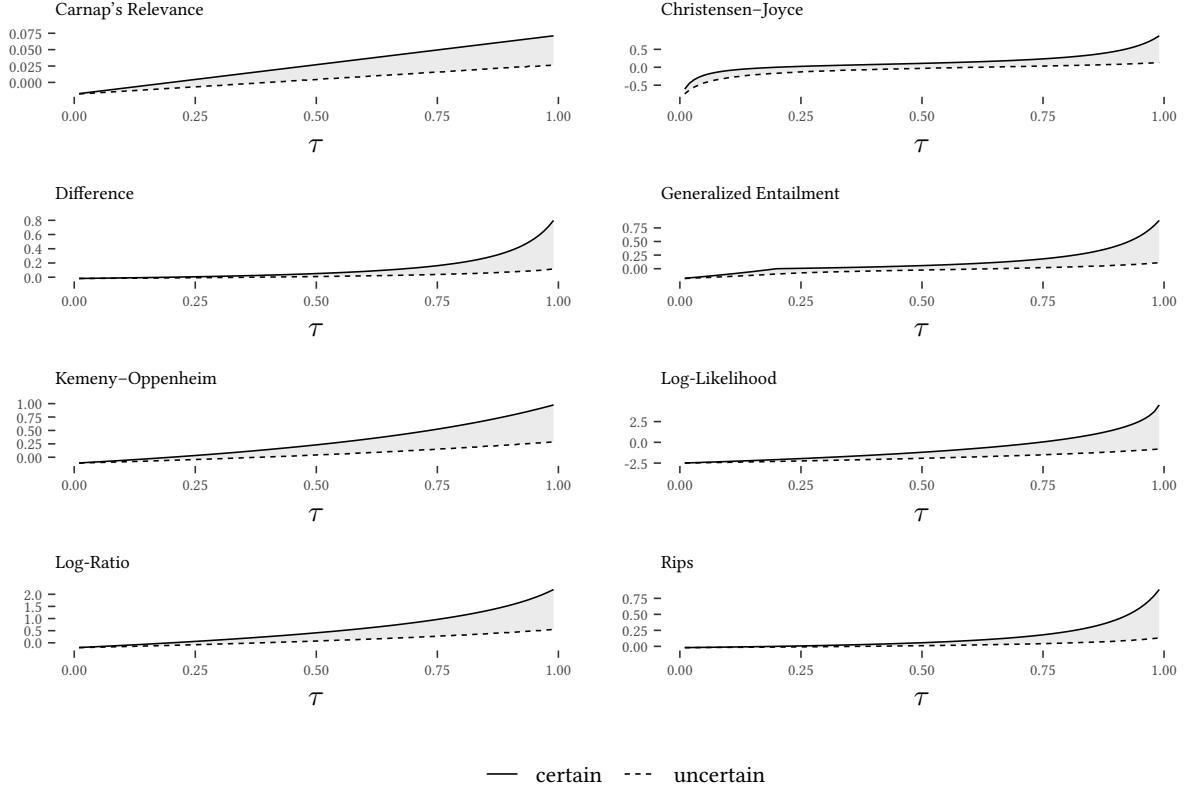 Carnap's Relevance
0.075
0.050
0.025
0.000
0.00 0.25 0.50 0.75 1.00
τ
Christensen–Joyce
0.5
0.0
-0.5
0.00 0.25 0.50 0.75 1.00
τ
Difference
0.8
0.6
0.4
0.2
0.0
0.00 0.25 0.50 0.75 1.00
τ
Generalized Entailment
0.75
0.50
0.25
0.00
0.00 0.25 0.50 0.75 1.00
τ
Kemeny–Oppenheim
1.00
0.75
0.50
0.25
0.00
0.00 0.25 0.50 0.75 1.00
τ
Log-Likelihood
2.5
0.0
-2.5
0.00 0.25 0.50 0.75 1.00
τ
Log-Ratio
2.0
1.5
1.0
0.5
0.0
0.00 0.25 0.50 0.75 1.00
τ
Rips
0.75
0.50
0.25
0.00
0.00 0.25 0.50 0.75 1.00
τ
certain uncertain